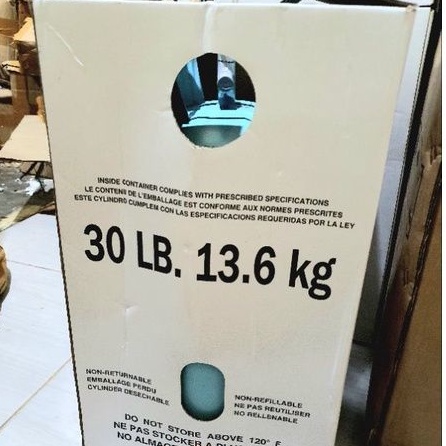 INSIDE CONTAINER COMPLIES WITH PRESCRIBED SPECIFICATIONS
LE CONTENU DE L'EMBALLAGE EST CONFORME AUX NORMES PRESCRITES
ESTE CYLINDRO CUMPLEM CON LAS ESPECIFICACIONS REQUERIDAS POR LA LEY
30 LB. 13.6 kg
NON-RETURNABLE
EMBALLAGE PERDU
CYLINDER DESECHABLE
NON-REFILLABLE
NE PAS REUTILISER
NO RELLENABLE
DO NOT STORE ABOVE 120° F
NE PAS STOCKER A
NO